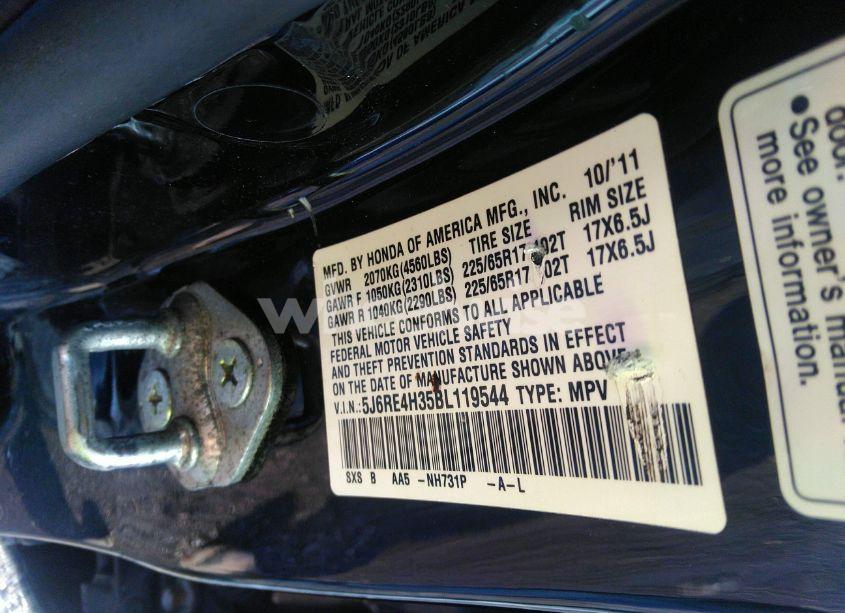 MFD. BY HONDA OF AMERICA MFG., INC. 10/'11
GVWR 2070KG(4560LBS) TIRE SIZE RIM SIZE
GAWR F 1050KG(2310LBS) 225/65R17 102T 17X6.5J
GAWR R 1040KG(2290LBS) 225/65R17 102T 17X6.5J
THIS VEHICLE CONFORMS TO ALL APPLICABLE
FEDERAL MOTOR VEHICLE SAFETY
AND THEFT PREVENTION STANDARDS IN EFFECT
ON THE DATE OF MANUFACTURE SHOWN ABOVE.
V.I.N.:5J6RE4H35BL119544 TYPE: MPV
SXS B AA5 -NH731P -A-L
door.
● See owner's manual
more information.